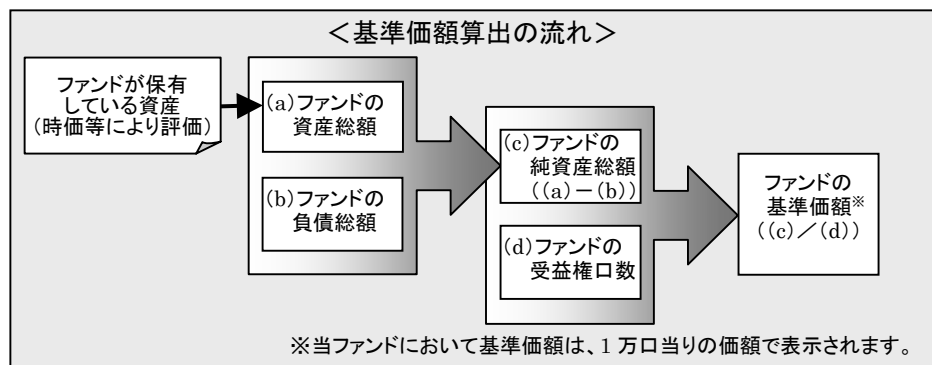 ＜基準価額算出の流れ＞
ファンドが保有
している資産
(時価等により評価)
(a)ファンドの
資産総額
(b)ファンドの
負債総額
(c)ファンドの
純資産総額
((a)－(b))
(d)ファンドの
受益権口数
ファンドの
基準価額※
((c)／(d))
※当ファンドにおいて基準価額は、1万口当りの価額で表示されます。